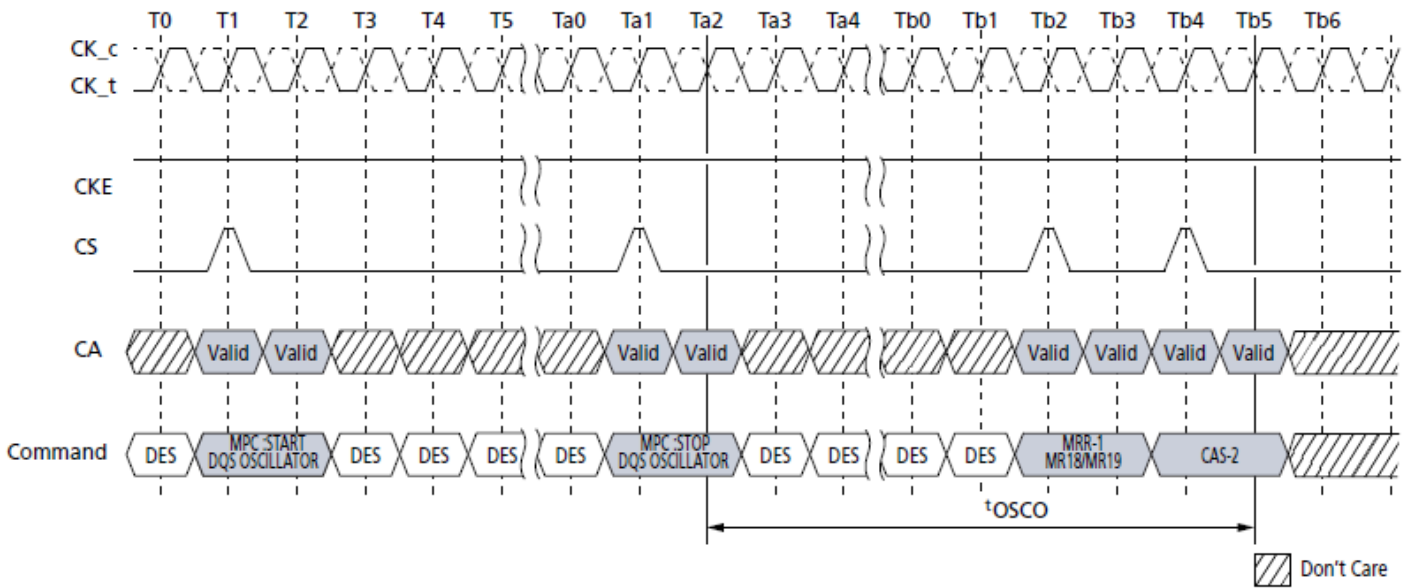 T0 T1 T2 T3 T4 T5 Ta0 Ta1 Ta2 Ta3 Ta4 Tb0 Tb1 Tb2 Tb3 Tb4 Tb5 Tb6
CK_c
CK_t
CKE
CS
CA Valid Valid Valid Valid Valid Valid Valid Valid
Command DES MPC :START DES DES DES DES MPC :STOP DES DES DES DES MRR-1 CAS-2
DQS OSCILLATOR DQS OSCILLATOR MR18/MR19
tOSCO
Don't Care